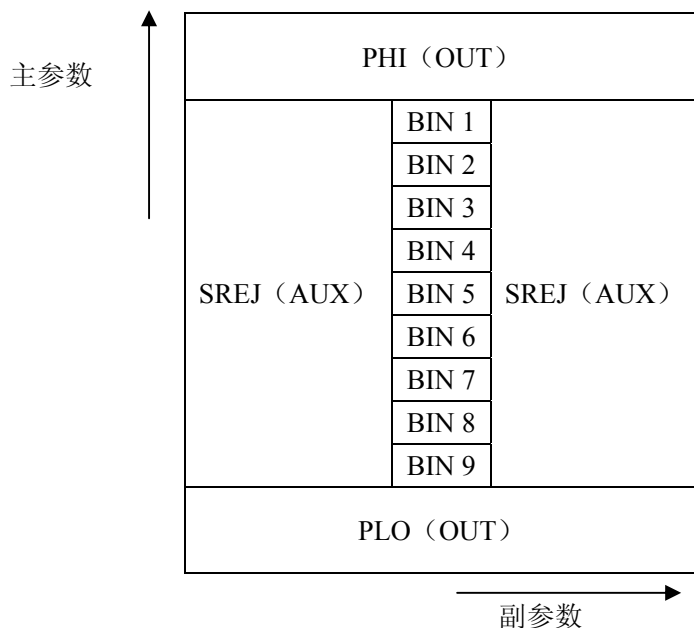 PHI（OUT）
主参数
BIN 1
BIN 2
BIN 3
BIN 4
SREJ（AUX） BIN 5 SREJ（AUX）
BIN 6
BIN 7
BIN 8
BIN 9
PLO（OUT）
副参数